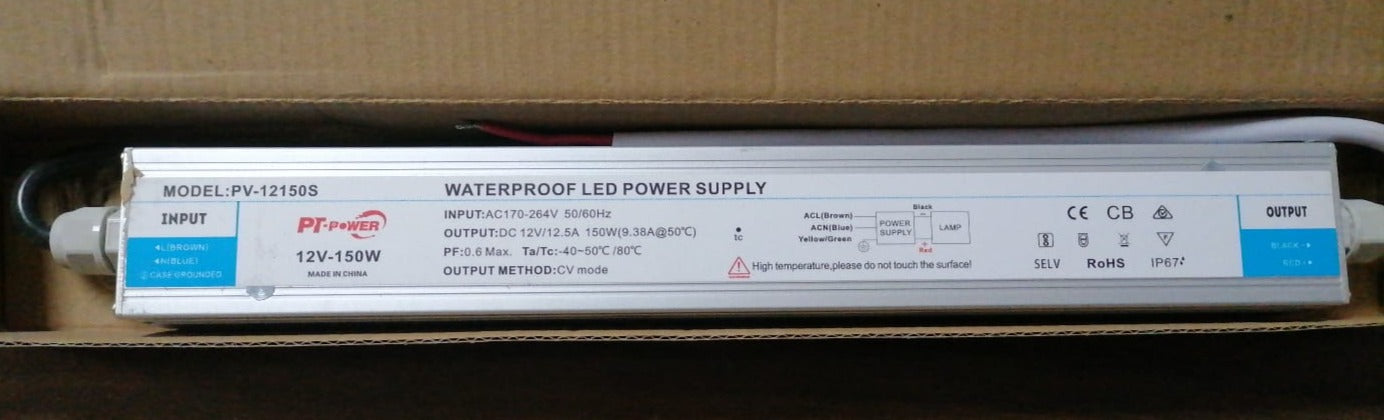 MODEL:PV-12150S
WATERPROOF LED POWER SUPPLY
INPUT
L(BROWN)
N(BLUE)
CASE GROUNDED
PT-POWER
12V-150W
MADE IN CHINA
INPUT:AC170-264V 50/60Hz
OUTPUT:DC 12V/12.5A 150W(9.38A@50℃)
PF:0.6 Max. Ta/Tc:-40~50℃ /80℃
OUTPUT METHOD:CV mode
tc
ACL(Brown)
ACN(Blue)
Yellow/Green
POWER
SUPPLY
Black
Red
LAMP
High temperature,please do not touch the surface!
CE CB
SELV RoHS IP67
OUTPUT
BLACK -
RED +